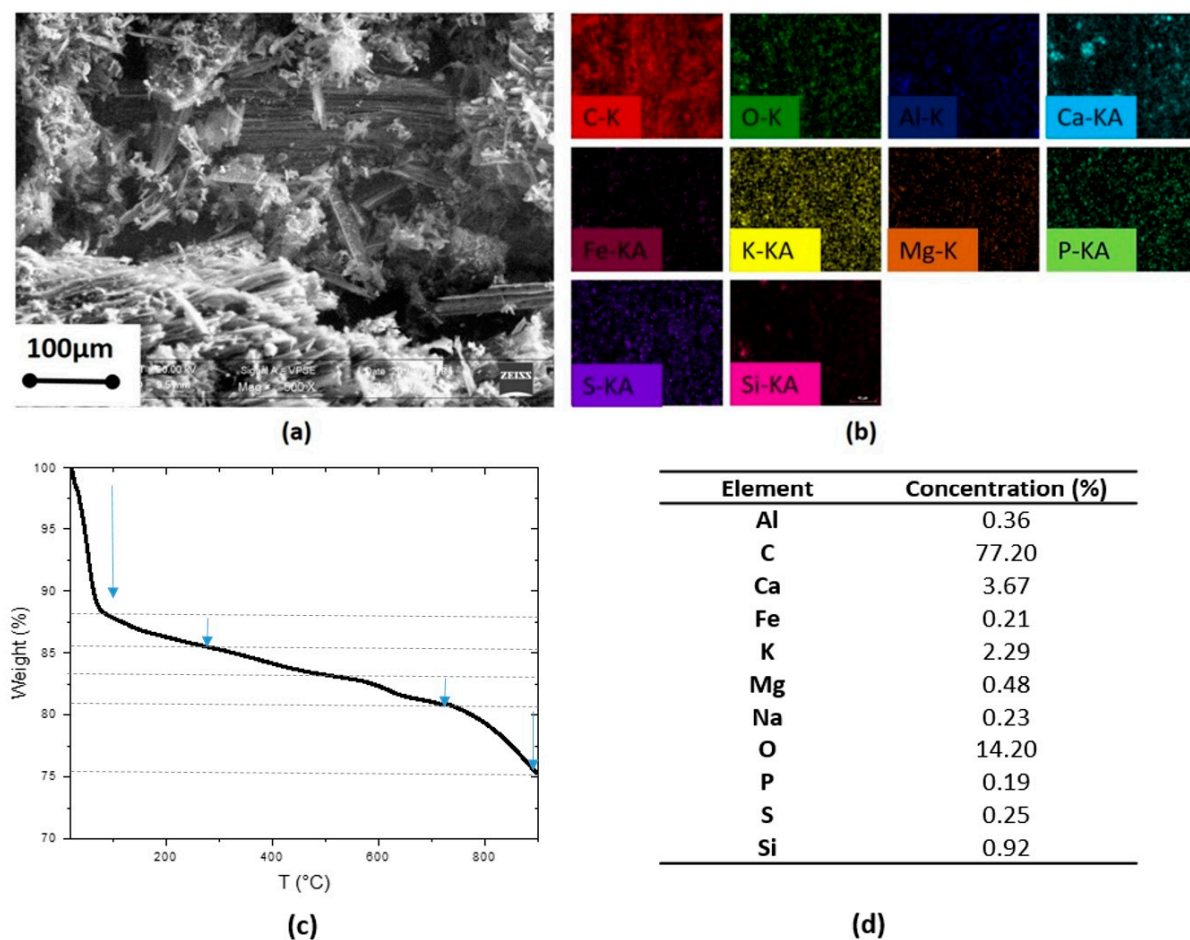 C-K
O-K
Al-K
Ca-KA
Fe-KA
K-KA
Mg-K
P-KA
S-KA
Si-KA
100µm
Mag = 500 X
ZEISS
(a)
(b)
100
95
90
85
80
75
70
Weight (%)
200
400
600
800
T (°C)
(c)
Element Concentration (%)
Al 0.36
C 77.20
Ca 3.67
Fe 0.21
K 2.29
Mg 0.48
Na 0.23
O 14.20
P 0.19
S 0.25
Si 0.92
(d)